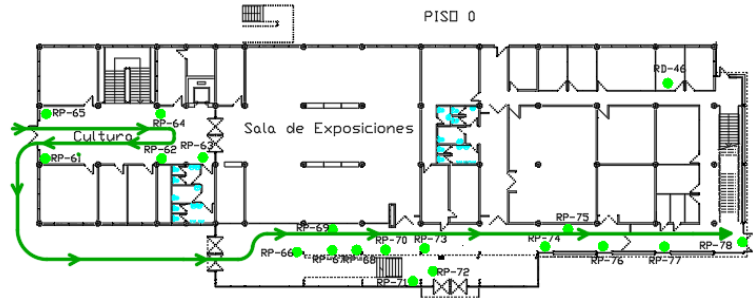 PISO 0
RD-46
RP-65
RP-64
Cultura
Sala de Exposiciones
RP-61
RP-62
RP-63
RP-69
RP-75
RP-66
RP-67
RP-68
RP-70
RP-73
RP-74
RP-76
RP-77
RP-78
RP-71
RP-72